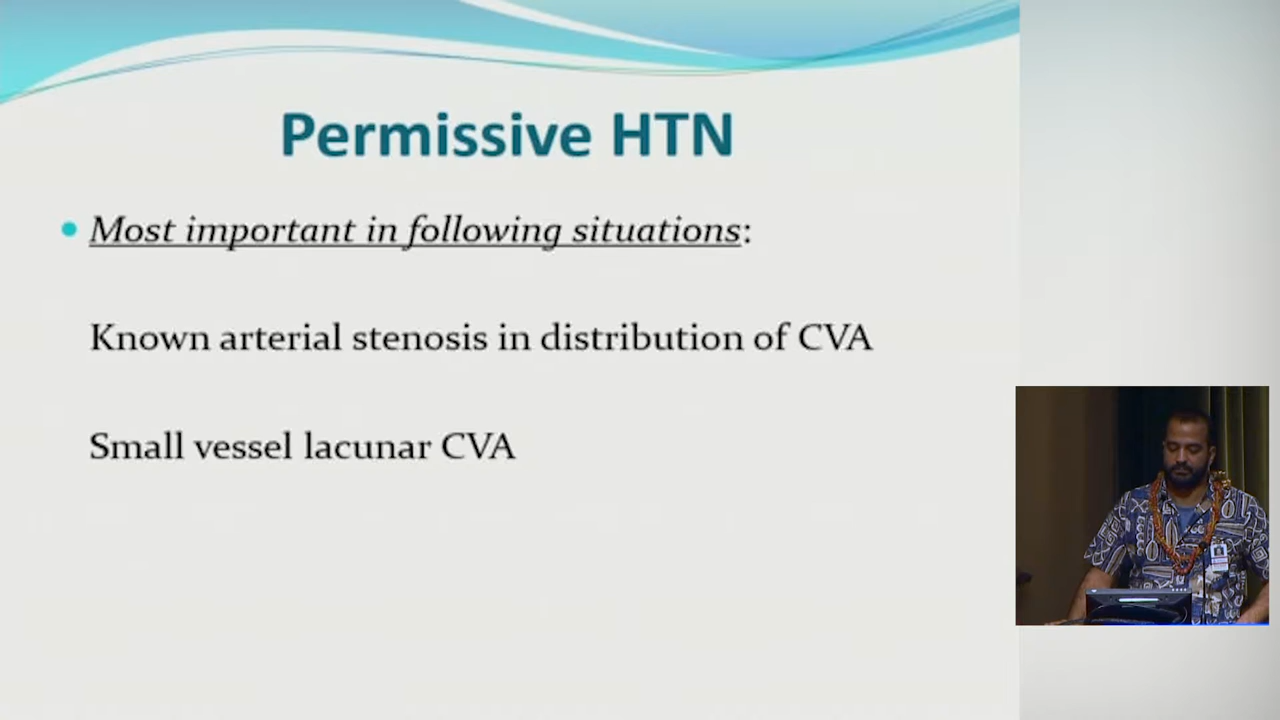 Permissive HTN
• Most important in following situations:
Known arterial stenosis in distribution of CVA
Small vessel lacunar CVA